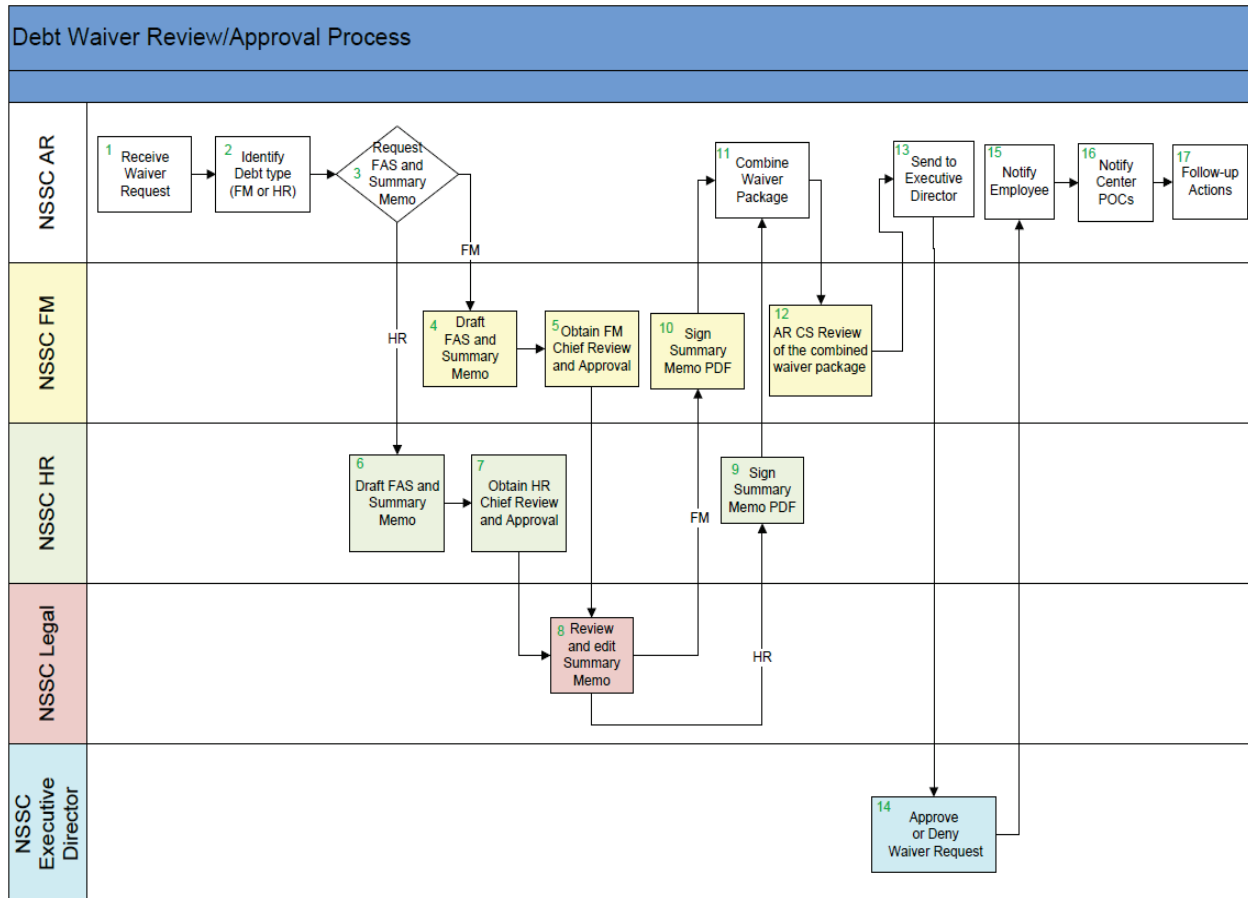 Debt Waiver Review/Approval Process
NSSC AR
1
Receive
Waiver
Request
2
Identify
Debt type
(FM or HR)
3
Request
FAS and
Summary
Memo
11
Combine
Waiver
Package
13
Send to
Executive
Director
15
Notify
Employee
16
Notify
Center
POCs
17
Follow-up
Actions
FM
HR
NSSC FM
4
Draft
FAS and
Summary
Memo
5
Obtain FM
Chief Review
and Approval
10
Sign
Summary
Memo PDF
12
AR CS Review
of the combined
waiver package
NSSC HR
6
Draft FAS and
Summary
Memo
7
Obtain HR
Chief Review
and Approval
9
Sign
Summary
Memo PDF
FM
NSSC Legal
8
Review
and edit
Summary
Memo
HR
NSSC
Executive
Director
14
Approve
or Deny
Waiver Request